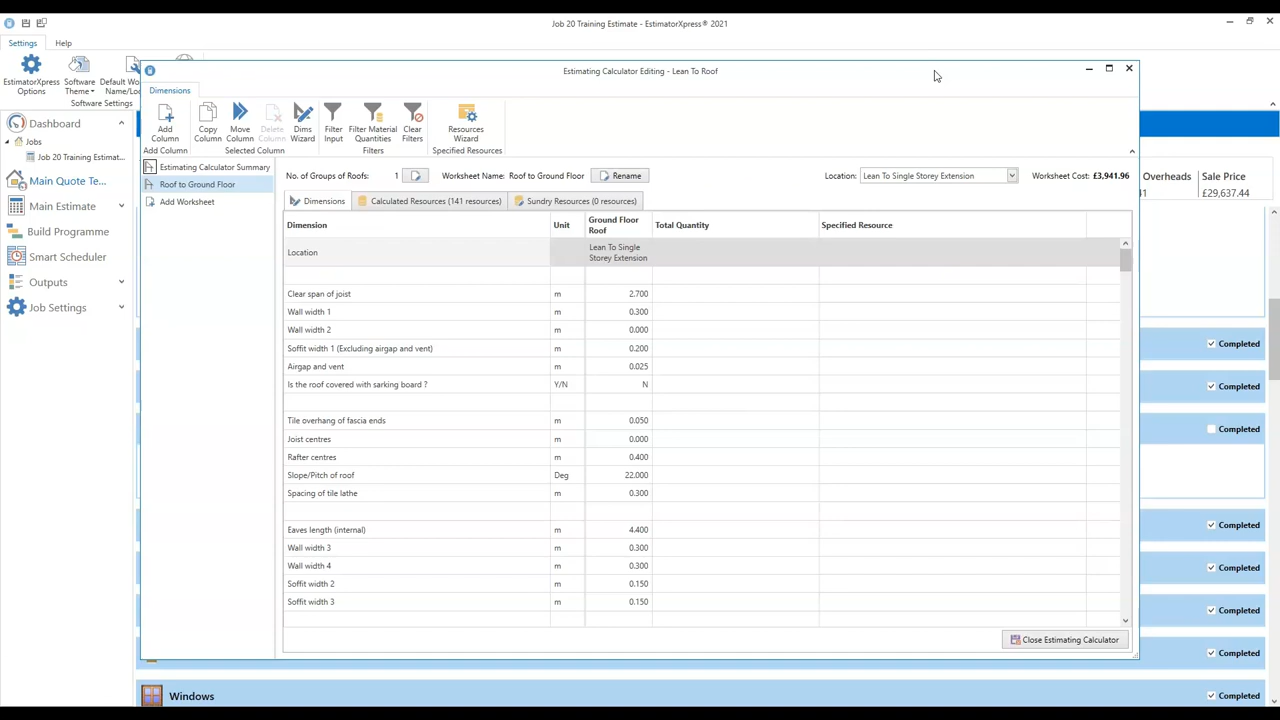 Job 20 Training Estimate - EstimatorXpress® 2021
Settings
Help
EstimatorXpress Options
Software Theme
Default Wor
Name/Loc
Software Settings
Estimating Calculator Editing - Lean To Roof
Dimensions
Add Column
Copy Column
Move Column
Delete Column
Dims Wizard
Filter Input
Filter Material Quantities
Clear Filters
Resources Wizard
Add Column
Selected Column
Filters
Specified Resources
Dashboard
Jobs
Job 20 Training Estimat...
Main Quote Te...
Main Estimate
Build Programme
Smart Scheduler
Outputs
Job Settings
Estimating Calculator Summary
Roof to Ground Floor
Add Worksheet
No. of Groups of Roofs: 1
Worksheet Name: Roof to Ground Floor
Rename
Location: Lean To Single Storey Extension
Worksheet Cost: £3,941.96
Dimensions
Calculated Resources (141 resources)
Sundry Resources (0 resources)
Dimension Unit Ground Floor Roof Total Quantity Specified Resource
Location Lean To Single Storey Extension
Clear span of joist m 2.700
Wall width 1 m 0.300
Wall width 2 m 0.000
Soffit width 1 (Excluding airgap and vent) m 0.200
Airgap and vent m 0.025
Is the roof covered with sarking board ? Y/N N
Tile overhang of fascia ends m 0.050
Joist centres m 0.000
Rafter centres m 0.400
Slope/Pitch of roof Deg 22.000
Spacing of tile lathe m 0.300
Eaves length (internal) m 4.400
Wall width 3 m 0.300
Wall width 4 m 0.300
Soffit width 2 m 0.150
Soffit width 3 m 0.150
Close Estimating Calculator
Overheads
Sale Price
£29,637.44
Completed
Completed
Completed
Completed
Completed
Completed
Completed
Windows
Completed